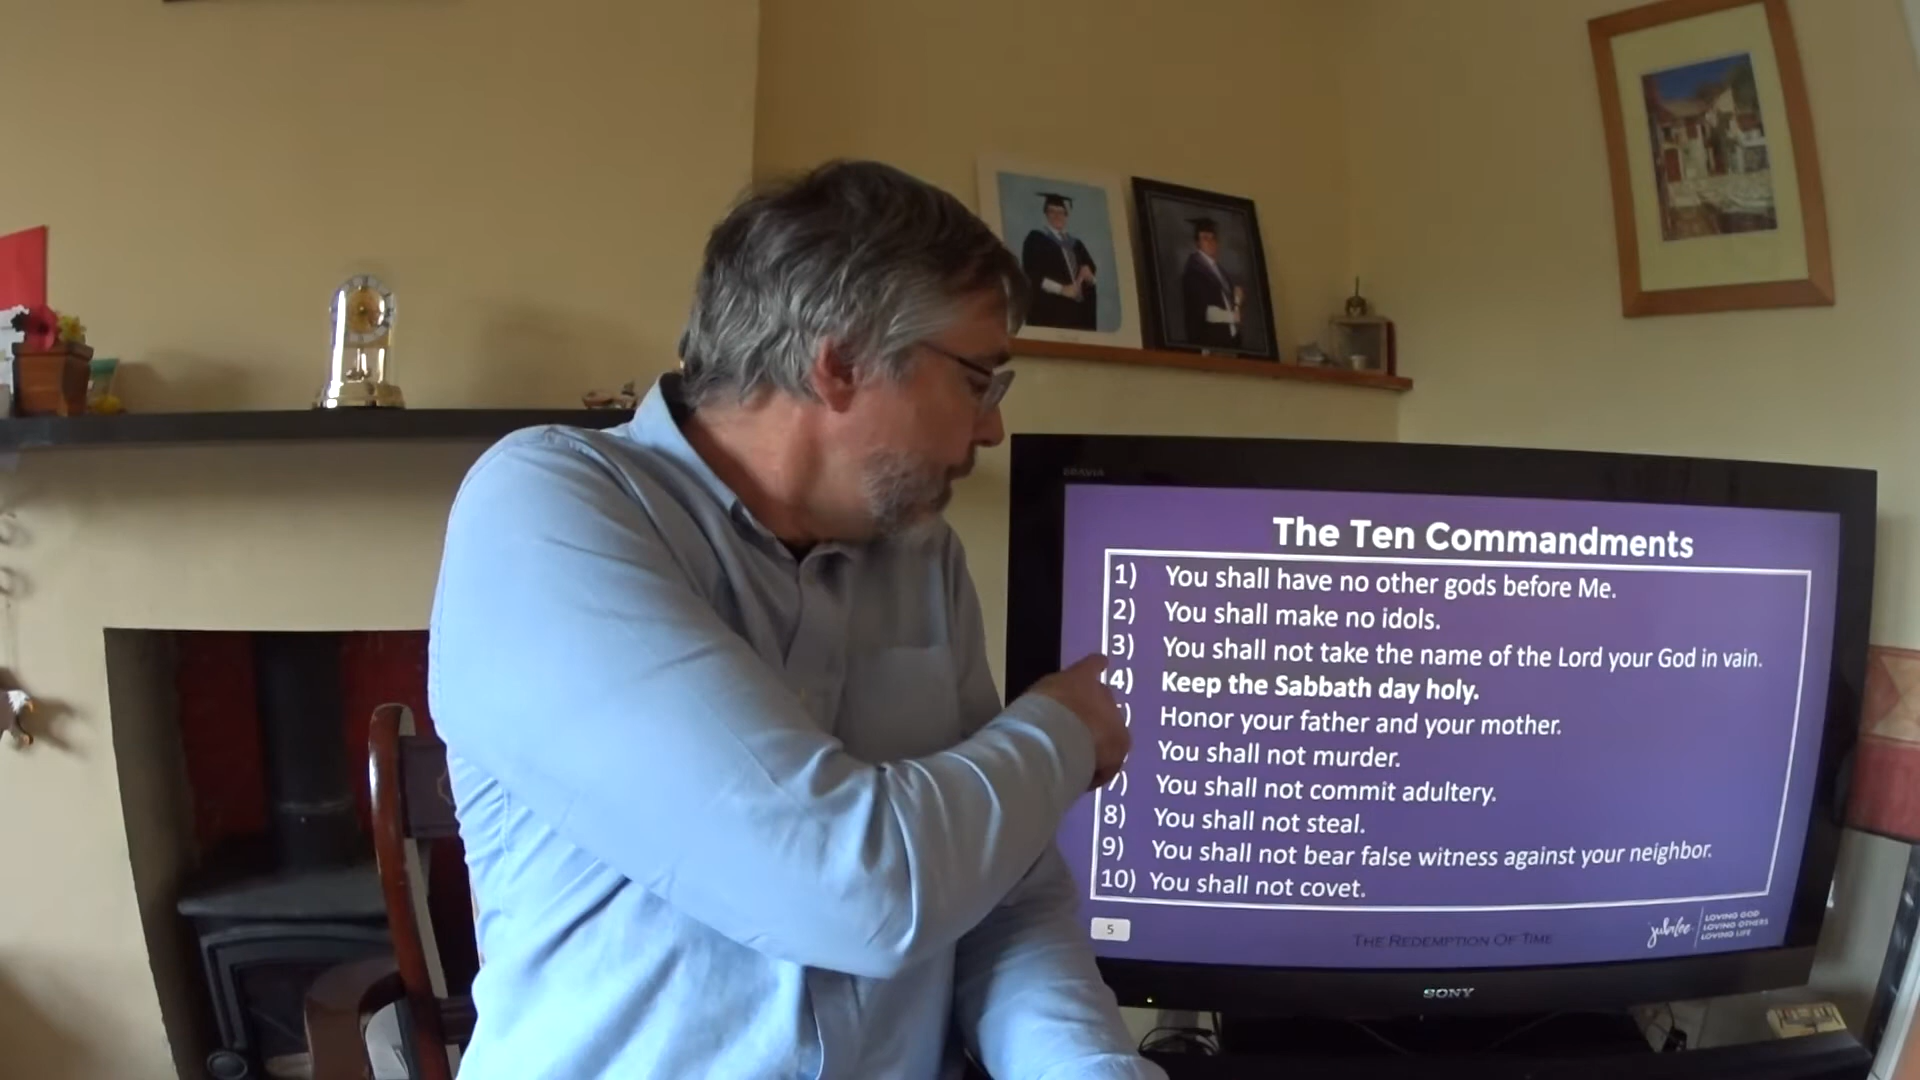 BRAVIA
The Ten Commandments
1) You shall have no other gods before Me.
2) You shall make no idols.
3) You shall not take the name of the Lord your God in vain.
4) Keep the Sabbath day holy.
) Honor your father and your mother.
You shall not murder.
7) You shall not commit adultery.
8) You shall not steal.
9) You shall not bear false witness against your neighbor.
10) You shall not covet.
5
THE REDEMPTION OF TIME
jubilee
LOVING GOD
LOVING OTHERS
LOVING LIFE
SONY